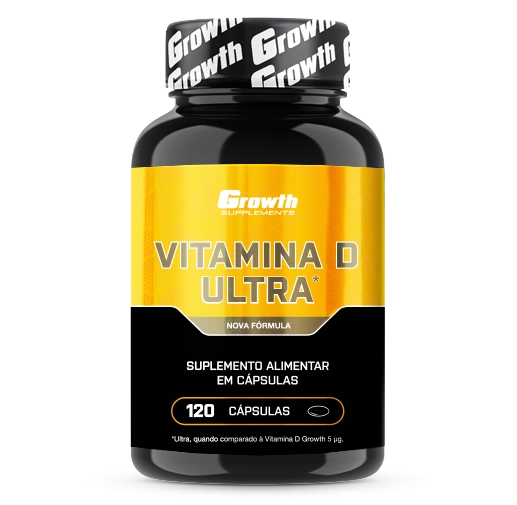 Growth
Growth
Growth
Growth
Growth
SUPPLEMENTS
VITAMINA D
ULTRA*
NOVA FÓRMULA
SUPLEMENTO ALIMENTAR
EM CÁPSULAS
120 CÁPSULAS
*Ultra, quando comparado à Vitamina D Growth 5 µg.